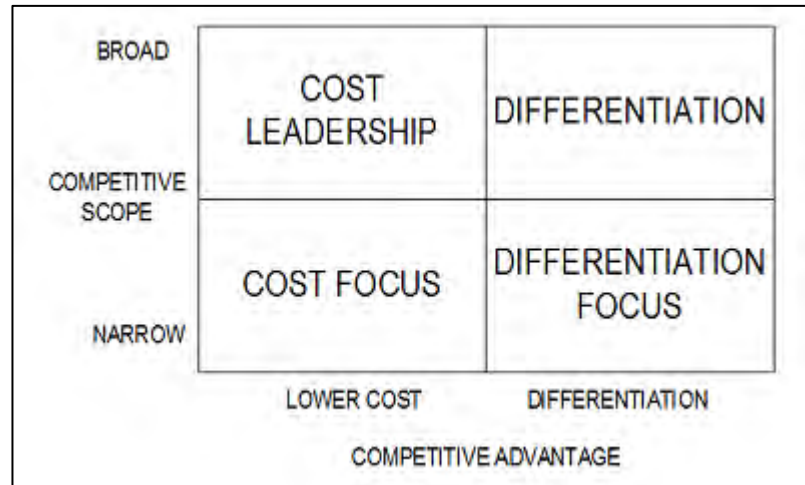 BROAD
COST
LEADERSHIP
DIFFERENTIATION
COMPETITIVE
SCOPE
COST FOCUS
DIFFERENTIATION
FOCUS
NARROW
LOWER COST
DIFFERENTIATION
COMPETITIVE ADVANTAGE